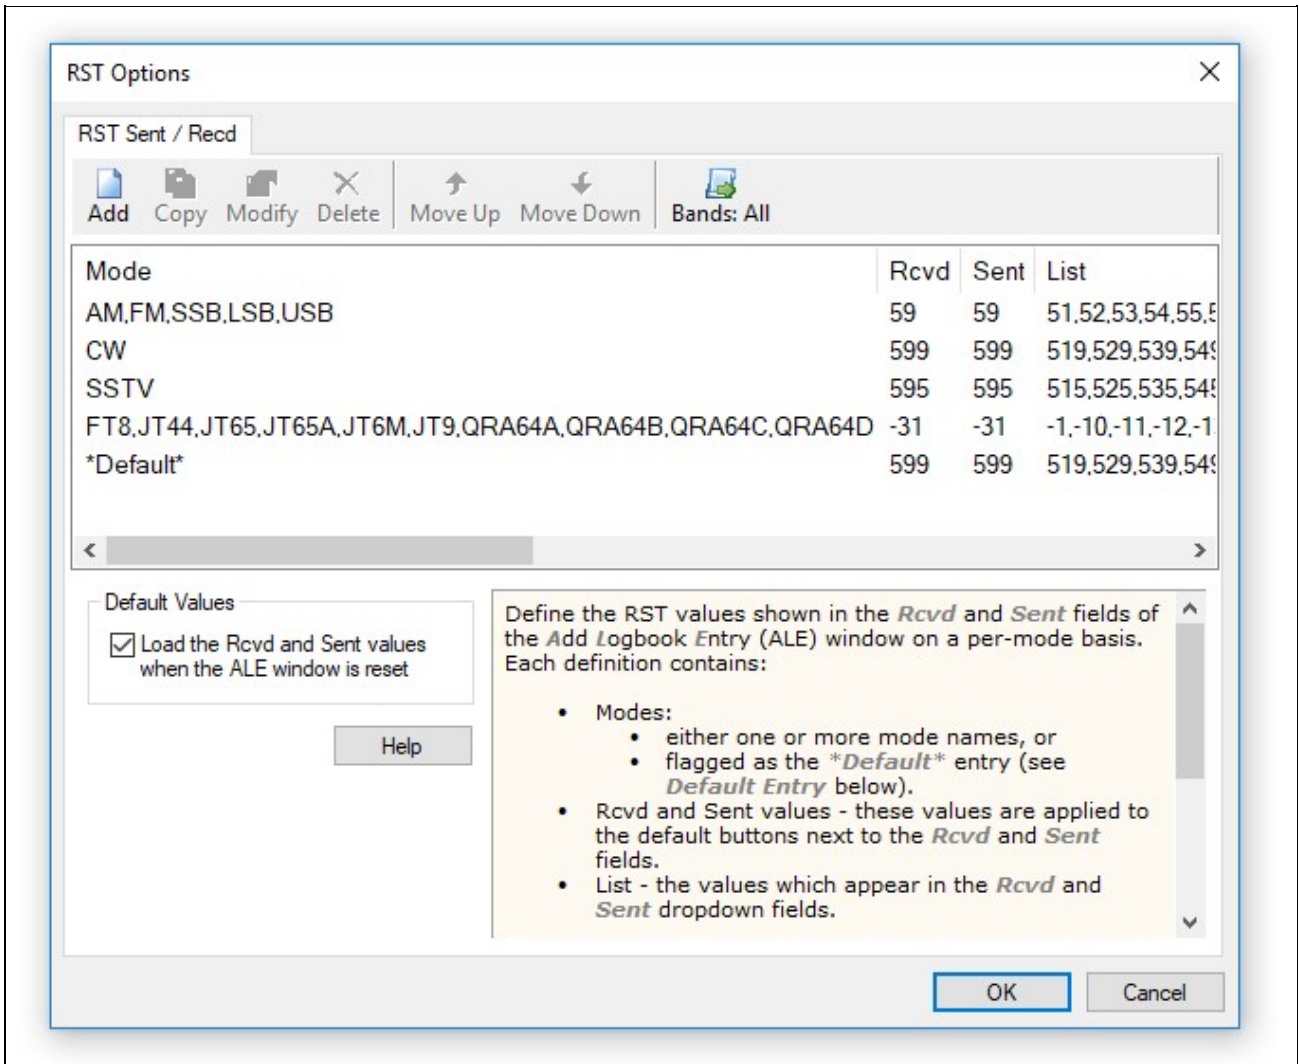 RST Options
RST Sent / Recd
Add Copy Modify Delete Move Up Move Down Bands: All
Mode Rcvd Sent List
AM,FM,SSB,LSB,USB 59 59 51,52,53,54,55,
CW 599 599 519,529,539,549
SSTV 595 595 515,525,535,545
FT8,JT44,JT65,JT65A,JT6M,JT9,QRA64A,QRA64B,QRA64C,QRA64D -31 -31 -1,-10,-11,-12,-1
*Default* 599 599 519,529,539,549
Default Values
Load the Rcvd and Sent values
when the ALE window is reset
Help
Define the RST values shown in the Rcvd and Sent fields of
the Add Logbook Entry (ALE) window on a per-mode basis.
Each definition contains:
• Modes:
• either one or more mode names, or
• flagged as the *Default* entry (see
Default Entry below).
• Rcvd and Sent values - these values are applied to
the default buttons next to the Rcvd and Sent
fields.
• List - the values which appear in the Rcvd and
Sent dropdown fields.
OK Cancel